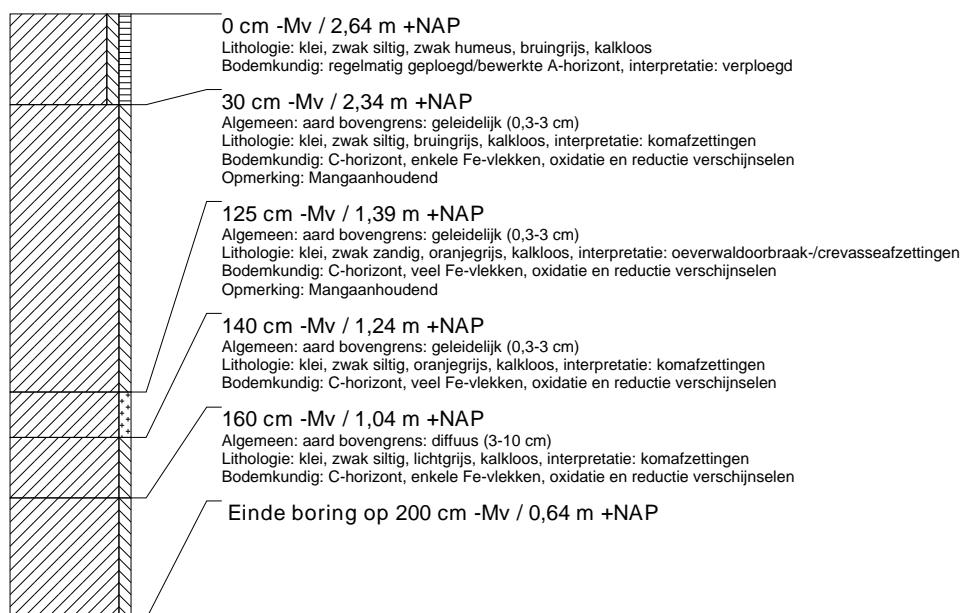 0 cm -Mv / 2,64 m +NAP
Lithologie: klei, zwak siltig, zwak humeus, bruingrijs, kalkloos
Bodemkundig: regelmatig geploegd/bewerkte A-horizont, interpretatie: verploegd
30 cm -Mv / 2,34 m +NAP
Algemeen: aard bovengrens: geleidelijk (0,3-3 cm)
Lithologie: klei, zwak siltig, bruingrijs, kalkloos, interpretatie: komafzettingen
Bodemkundig: C-horizont, enkele Fe-vlekken, oxidatie en reductie verschijnselen
Opmerking: Mangaanhoudend
125 cm -Mv / 1,39 m +NAP
Algemeen: aard bovengrens: geleidelijk (0,3-3 cm)
Lithologie: klei, zwak zandig, oranjegrijs, kalkloos, interpretatie: oeverwaldoorbraak-/crevasseafzettingen
Bodemkundig: C-horizont, veel Fe-vlekken, oxidatie en reductie verschijnselen
Opmerking: Mangaanhoudend
140 cm -Mv / 1,24 m +NAP
Algemeen: aard bovengrens: geleidelijk (0,3-3 cm)
Lithologie: klei, zwak siltig, oranjegrijs, kalkloos, interpretatie: komafzettingen
Bodemkundig: C-horizont, veel Fe-vlekken, oxidatie en reductie verschijnselen
160 cm -Mv / 1,04 m +NAP
Algemeen: aard bovengrens: diffuus (3-10 cm)
Lithologie: klei, zwak siltig, lichtgrijs, kalkloos, interpretatie: komafzettingen
Bodemkundig: C-horizont, enkele Fe-vlekken, oxidatie en reductie verschijnselen
Einde boring op 200 cm -Mv / 0,64 m +NAP